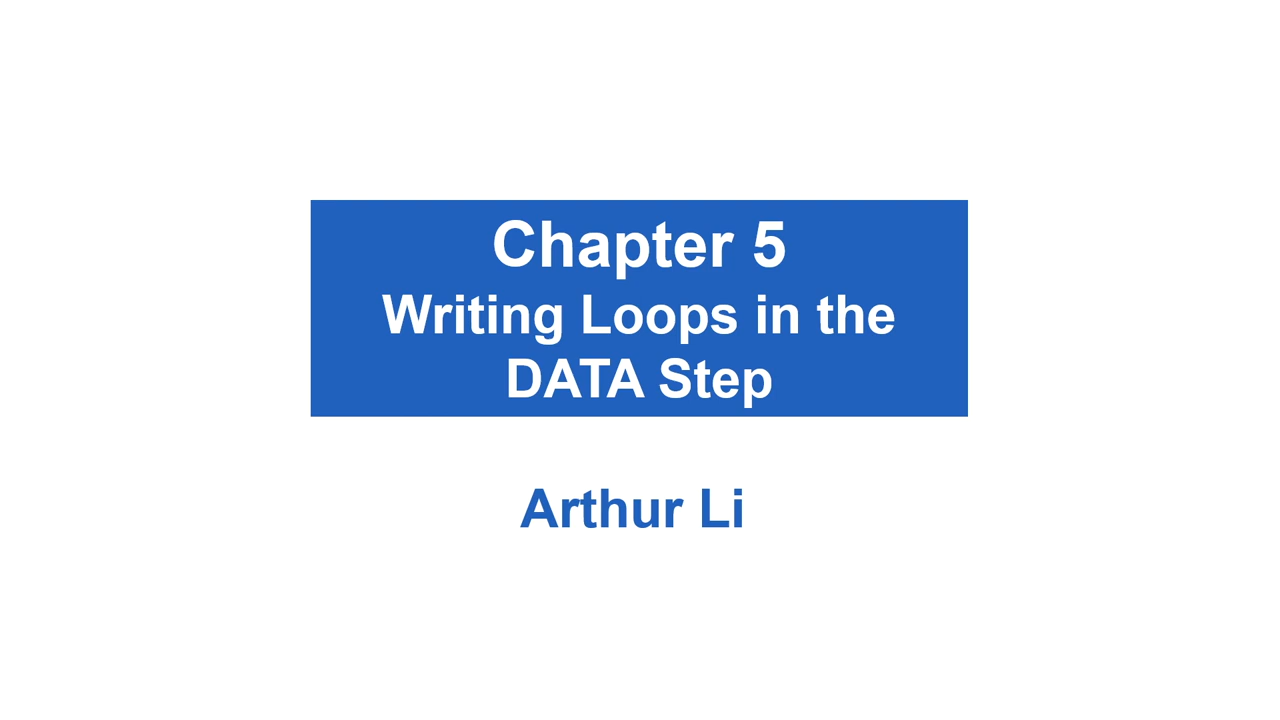 Chapter 5
Writing Loops in the
DATA Step
Arthur Li